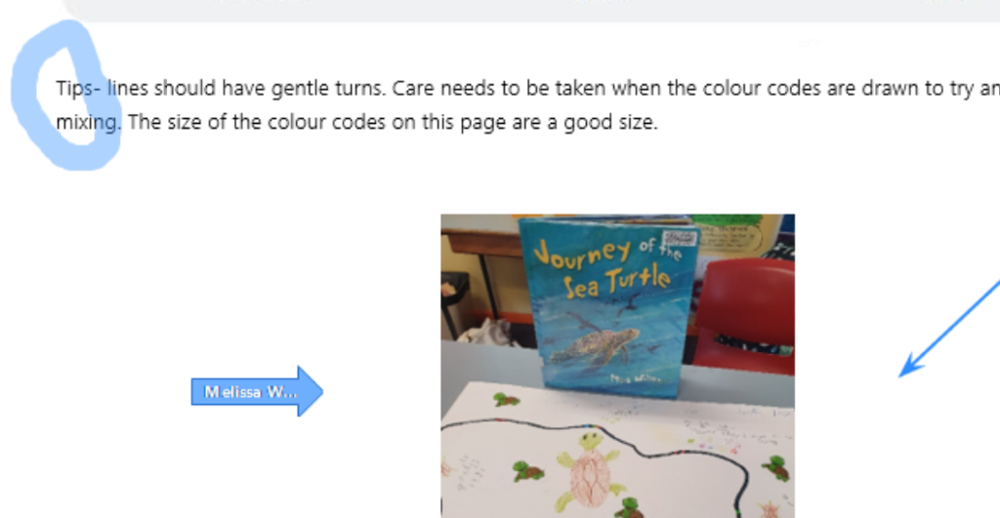 Tips- lines should have gentle turns. Care needs to be taken when the colour codes are drawn to try an
mixing. The size of the colour codes on this page are a good size.
Journey of the
Sea Turtle
Melissa W...